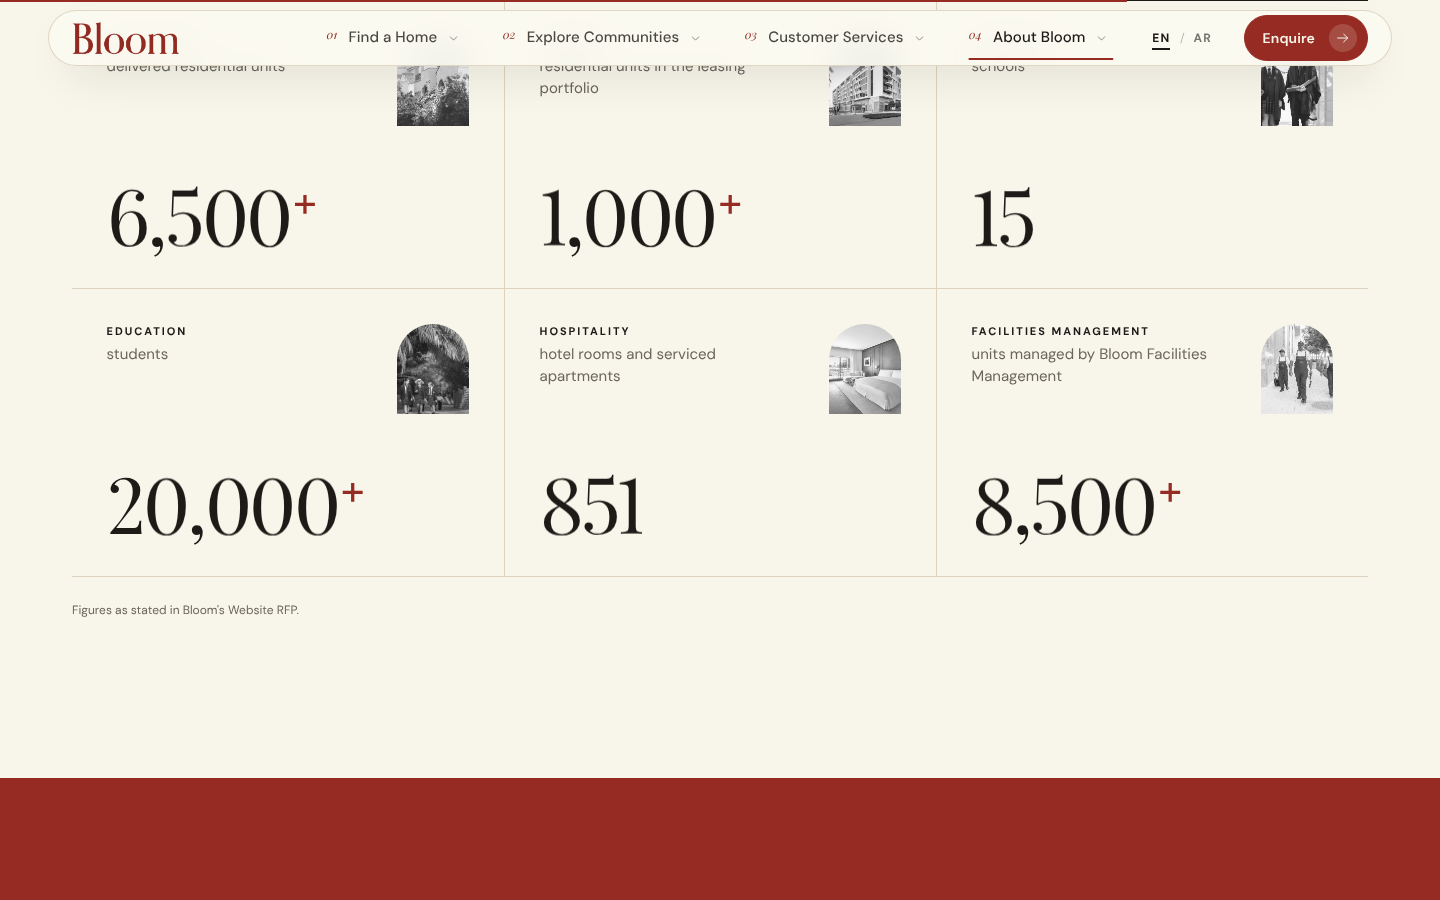 Bloom
01 Find a Home
02 Explore Communities
03 Customer Services
04 About Bloom
EN / AR
Enquire
delivered residential units
residential units in the leasing
portfolio
schools
6,500+
1,000+
15
EDUCATION
students
HOSPITALITY
hotel rooms and serviced
apartments
FACILITIES MANAGEMENT
units managed by Bloom Facilities
Management
20,000+
851
8,500+
Figures as stated in Bloom's Website RFP.